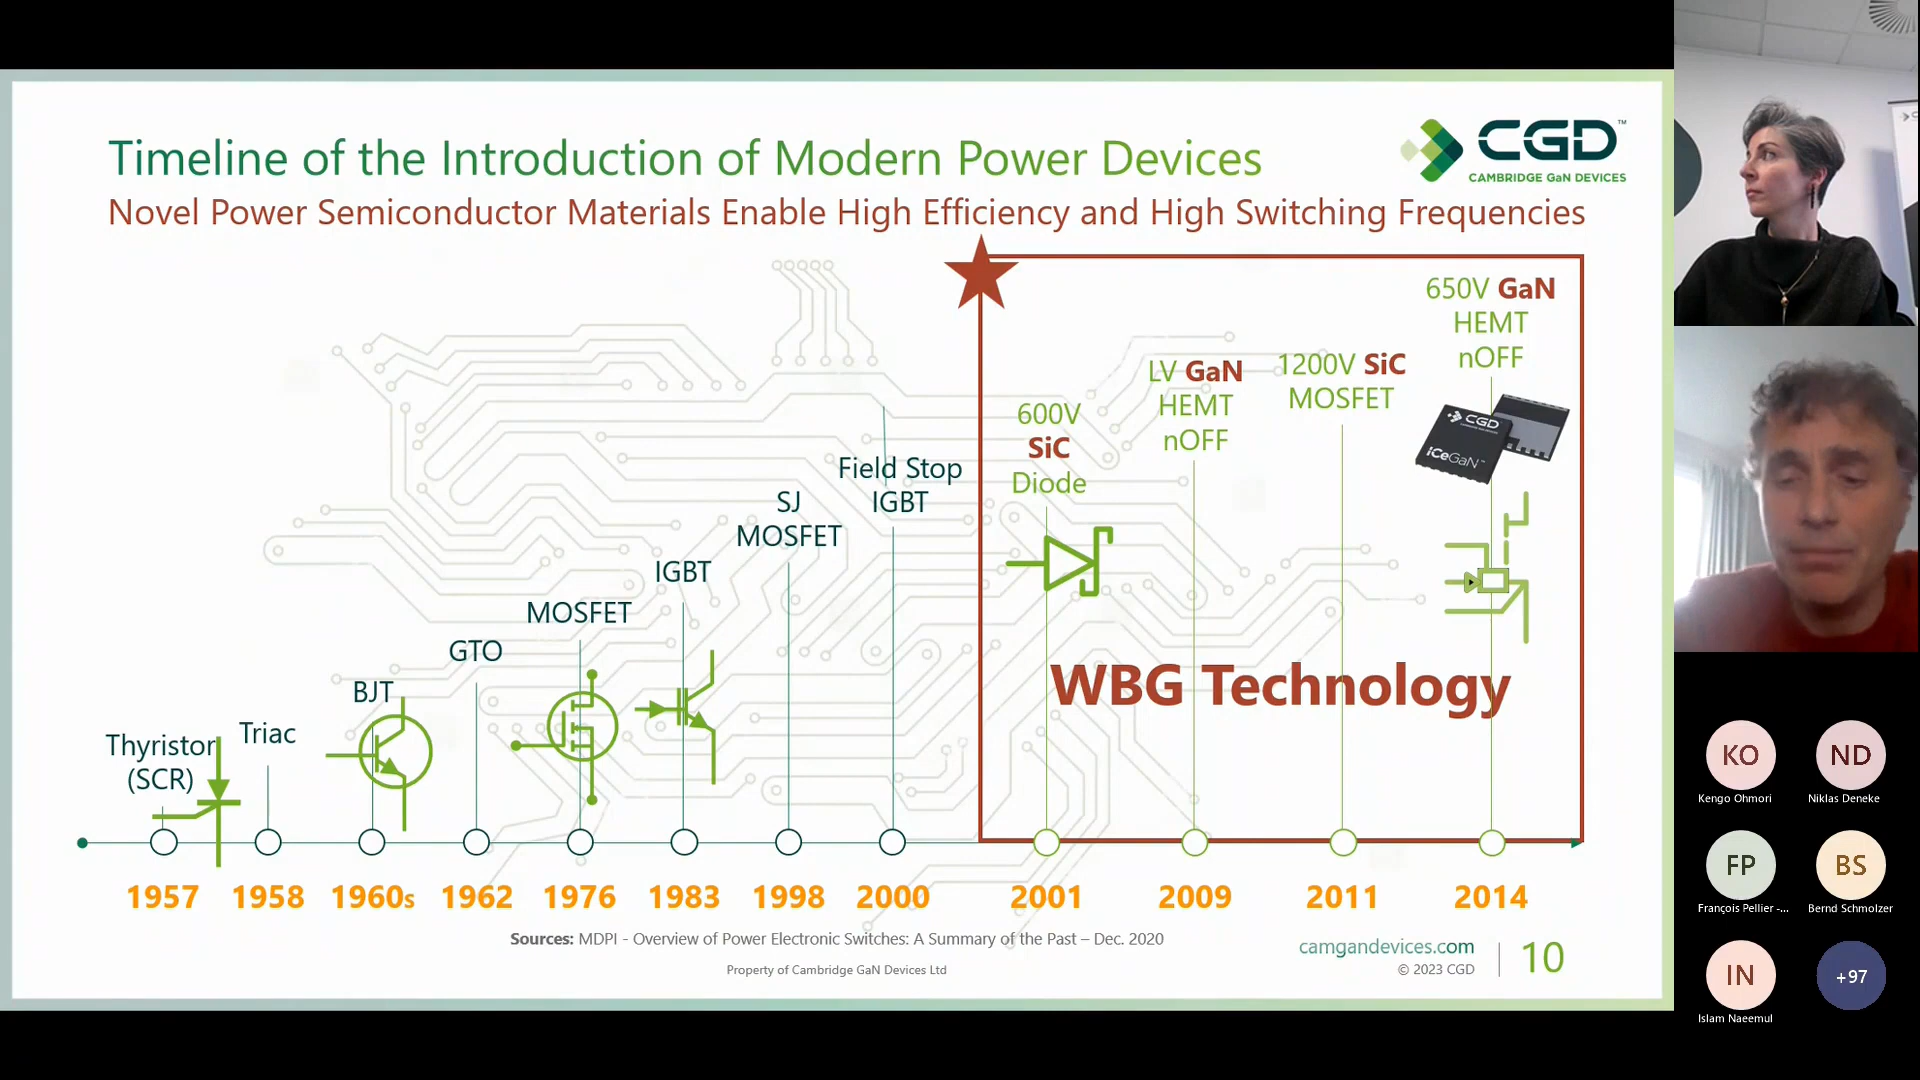 Timeline of the Introduction of Modern Power Devices
Novel Power Semiconductor Materials Enable High Efficiency and High Switching Frequencies
CGD™
CAMBRIDGE GaN DEVICES
Thyristor
(SCR)
Triac
BJT
GTO
MOSFET
IGBT
SJ
MOSFET
Field Stop
IGBT
600V
SiC
Diode
LV GaN
HEMT
nOFF
1200V SiC
MOSFET
650V GaN
HEMT
nOFF
CGD
iCeGaN™
WBG Technology
1957 1958 1960s 1962 1976 1983 1998 2000 2001 2009 2011 2014
Sources: MDPI - Overview of Power Electronic Switches: A Summary of the Past – Dec. 2020
Property of Cambridge GaN Devices Ltd
camgandevices.com
© 2023 CGD
10
KO
Kengo Ohmori
ND
Niklas Deneke
FP
François Pellier -...
BS
Bernd Schmolzer
IN
Islam Naeemul
+97